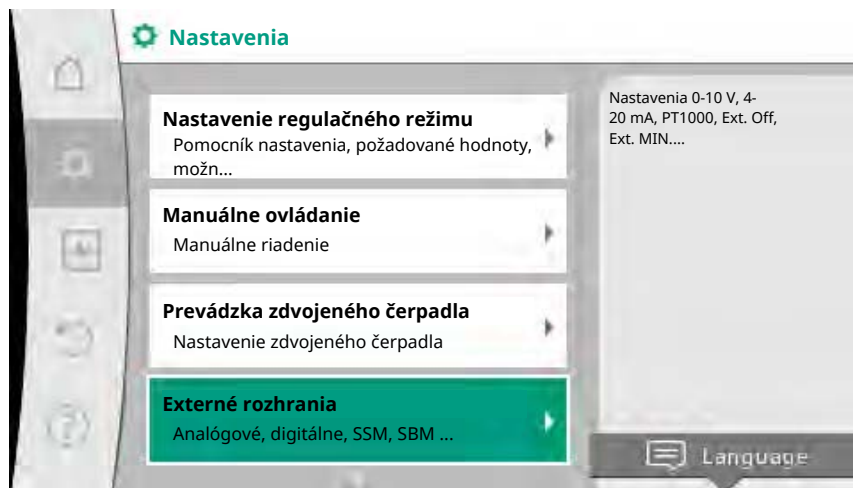 Nastavenia
Nastavenie regulačného režimu
Pomocník nastavenia, požadované hodnoty,
možn...
Manuálne ovládanie
Manuálne riadenie
Prevádzka zdvojeného čerpadla
Nastavenie zdvojeného čerpadla
Externé rozhrania
Analógové, digitálne, SSM, SBM ...
Nastavenia 0-10 V, 4-
20 mA, PT1000, Ext. Off,
Ext. MIN....
Language